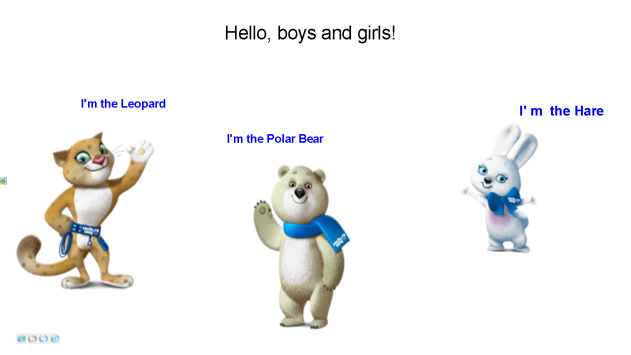 Hello, boys and girls!
I'm the Leopard
I'm the Polar Bear
I' m  the Hare